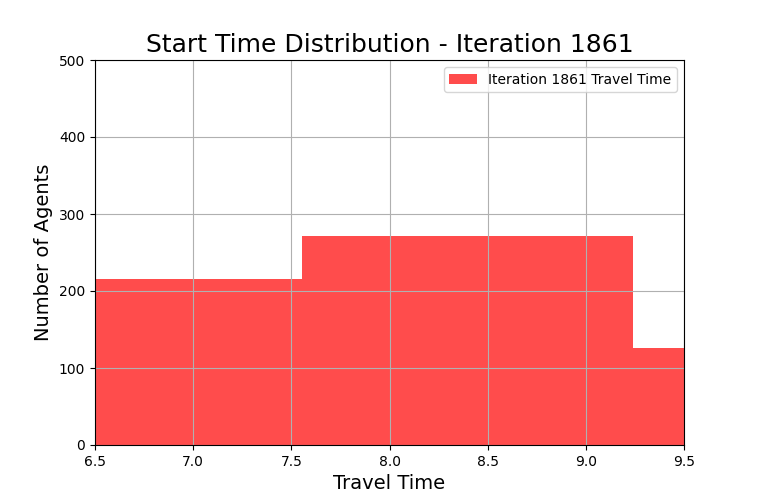 Start Time Distribution - Iteration 1861
Iteration 1861 Travel Time
Number of Agents
500
400
300
200
100
0
6.5 7.0 7.5 8.0 8.5 9.0 9.5
Travel Time